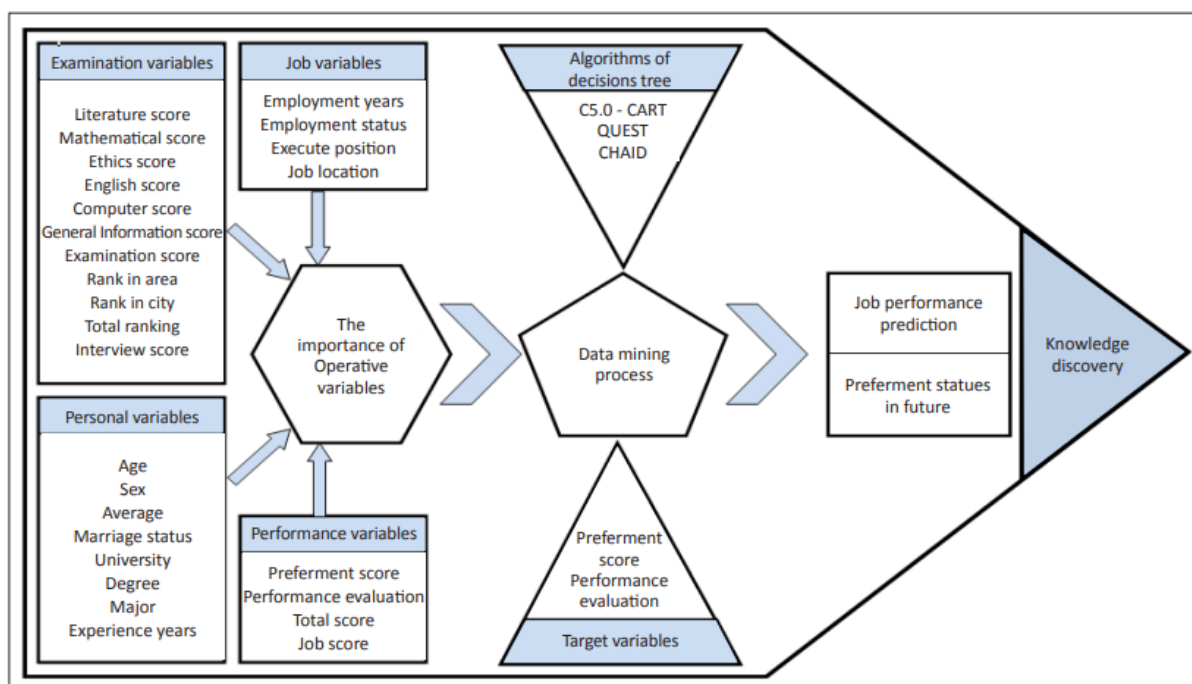 Examination variables
Literature score
Mathematical score
Ethics score
English score
Computer score
General Information score
Examination score
Rank in area
Rank in city
Total ranking
Interview score
Job variables
Employment years
Employment status
Execute position
Job location
Personal variables
Age
Sex
Average
Marriage status
University
Degree
Major
Experience years
Performance variables
Preferment score
Performance evaluation
Total score
Job score
The
importance of
Operative
variables
Algorithms of
decisions tree
C5.0 - CART
QUEST
CHAID
Data mining
process
Preferment
score
Performance
evaluation
Target variables
Job performance
prediction
Preferment statues
in future
Knowledge
discovery